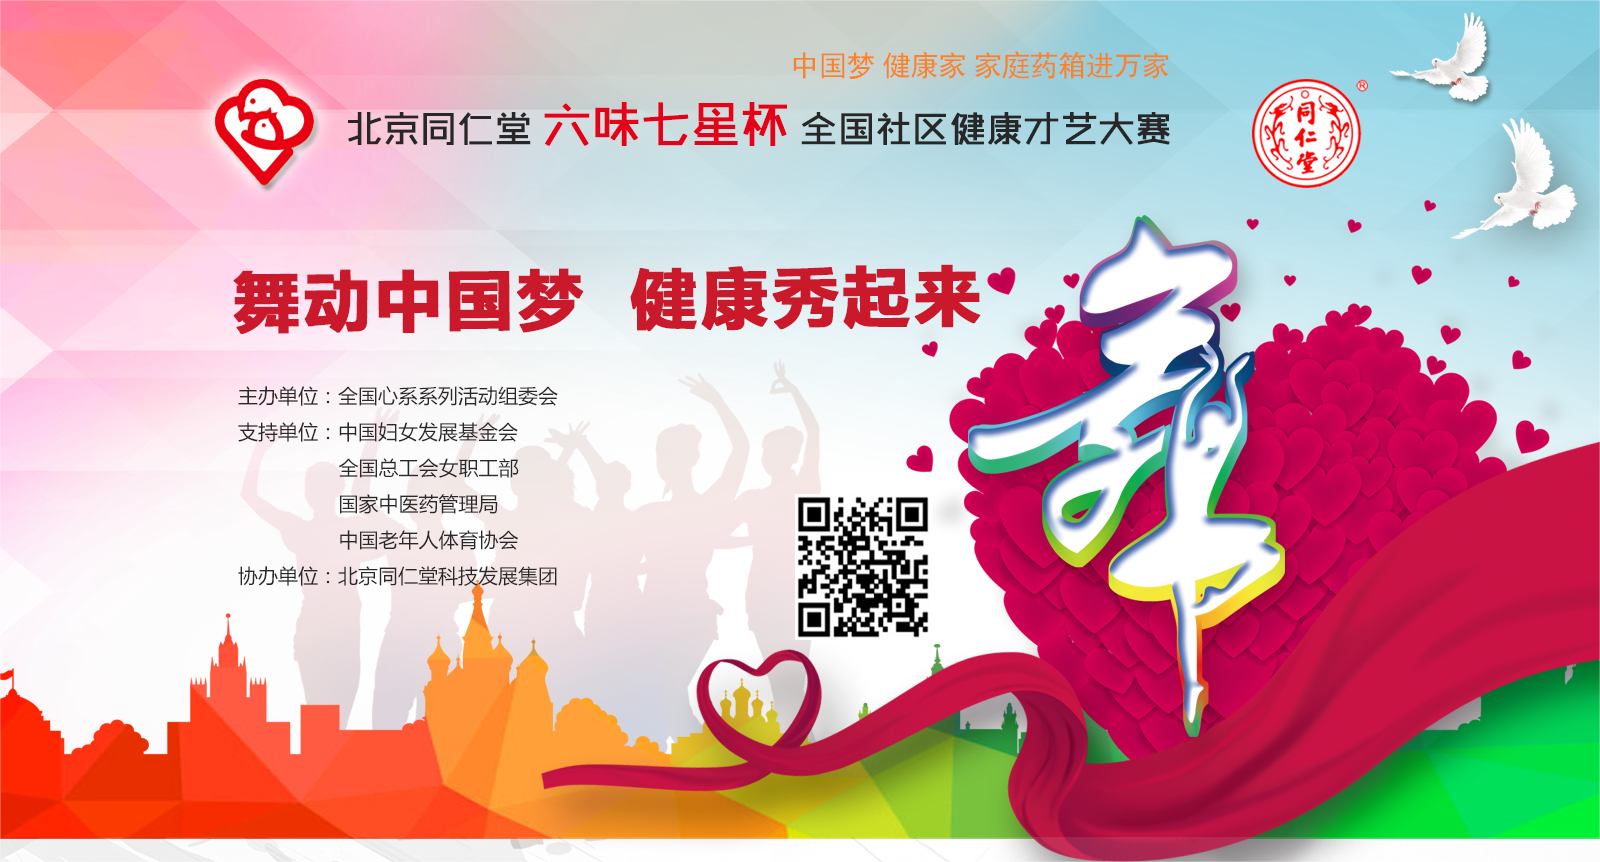 中国梦 健康家 家庭药箱进万家
北京同仁堂 六味七星杯 全国社区健康才艺大赛
同仁堂
®
舞动中国梦 健康秀起来
舞
主办单位：全国心系系列活动组委会
支持单位：中国妇女发展基金会
全国总工会女职工部
国家中医药管理局
中国老年人体育协会
协办单位：北京同仁堂科技发展集团